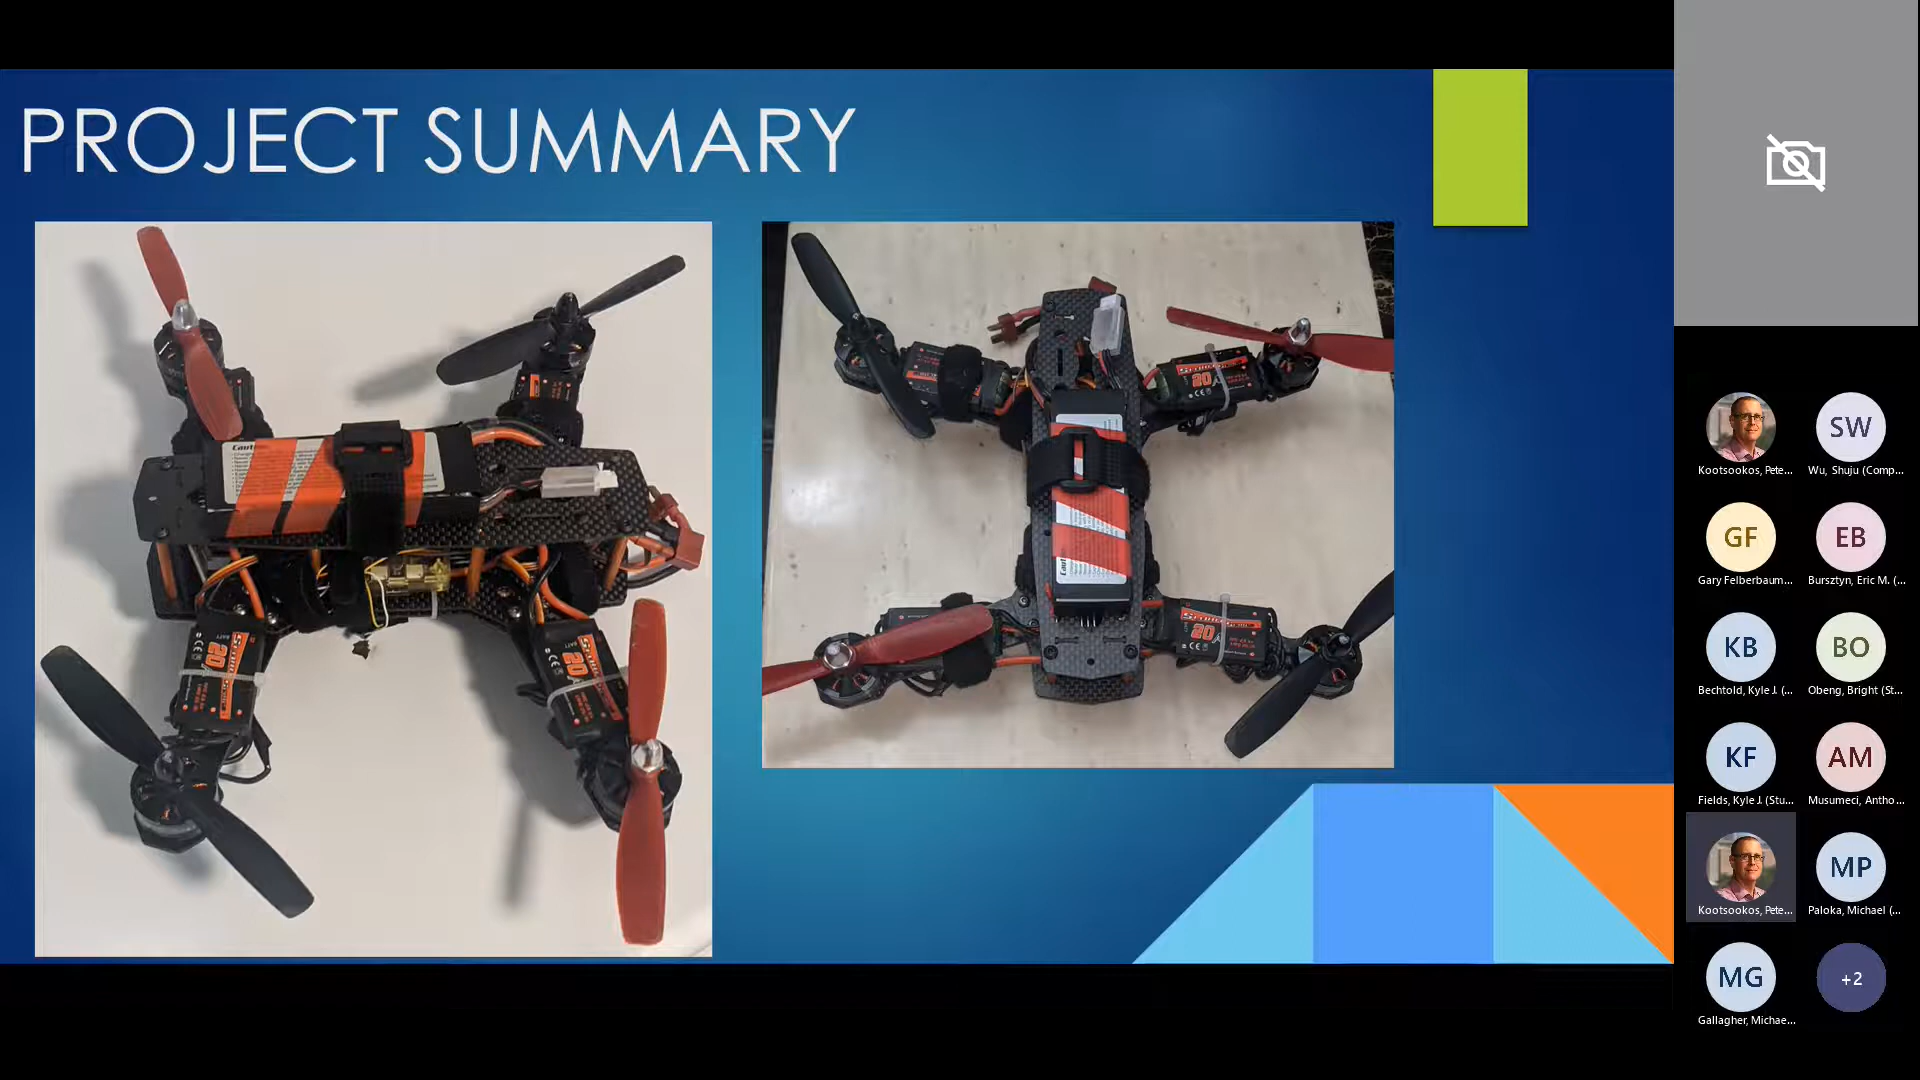 PROJECT SUMMARY
Cauti
20
20
20
20
SW
Kootsookos, Pete...
Wu, Shuju (Comp...
GF
EB
Gary Felberbaum...
Bursztyn, Eric M. (...
KB
BO
Bechtold, Kyle J. (...
Obeng, Bright (St...
KF
AM
Fields, Kyle J. (Stu...
Musumeci, Antho...
MP
Kootsookos, Pete...
Paloka, Michael (...
MG
+2
Gallagher, Michae...